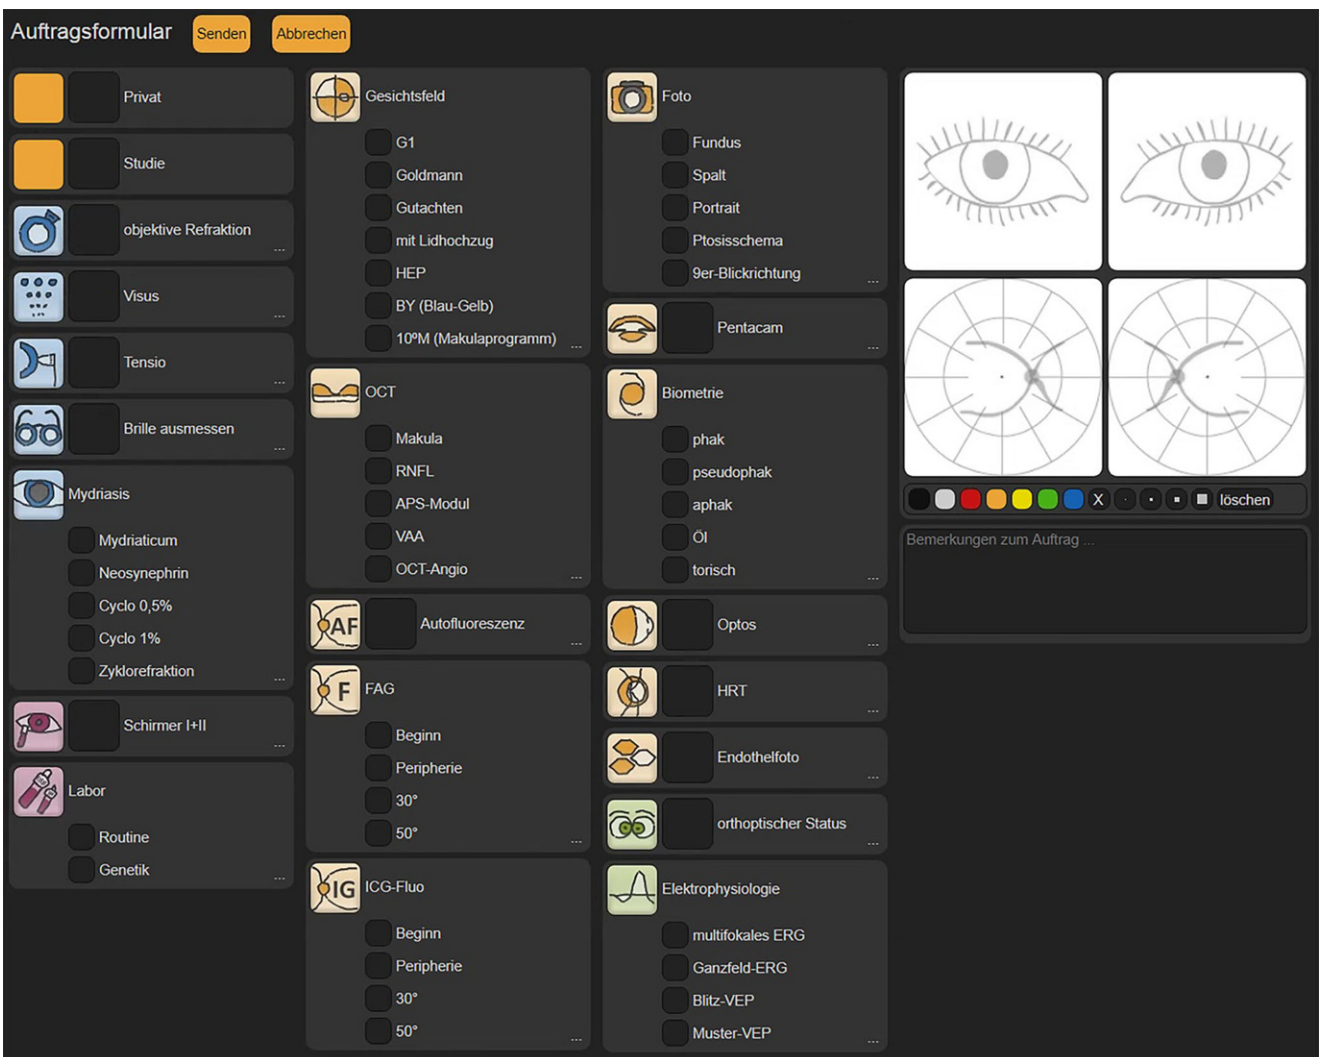 Auftragsformular
Senden
Abbrechen
Privat
Studie
objektive Refraktion
...
Visus
...
Tensio
...
Brille ausmessen
...
Mydriasis
Mydriaticum
Neosynephrin
Cyclo 0,5%
Cyclo 1%
Zyklorefraktion
...
Schirmer I+II
...
Labor
Routine
Genetik
...
Gesichtsfeld
G1
Goldmann
Gutachten
mit Lidhochzug
HEP
BY (Blau-Gelb)
10ºM (Makulaprogramm)
...
OCT
Makula
RNFL
APS-Modul
VAA
OCT-Angio
...
AF
Autofluoreszenz
...
F
FAG
Beginn
Peripherie
30°
50°
...
IG
ICG-Fluo
Beginn
Peripherie
30°
50°
...
Foto
Fundus
Spalt
Portrait
Ptosisschema
9er-Blickrichtung
...
Pentacam
...
Biometrie
phak
pseudophak
aphak
Öl
torisch
...
Optos
...
HRT
...
Endothelfoto
...
orthoptischer Status
...
Elektrophysiologie
multifokales ERG
Ganzfeld-ERG
Blitz-VEP
Muster-VEP
...
X
löschen
Bemerkungen zum Auftrag ...